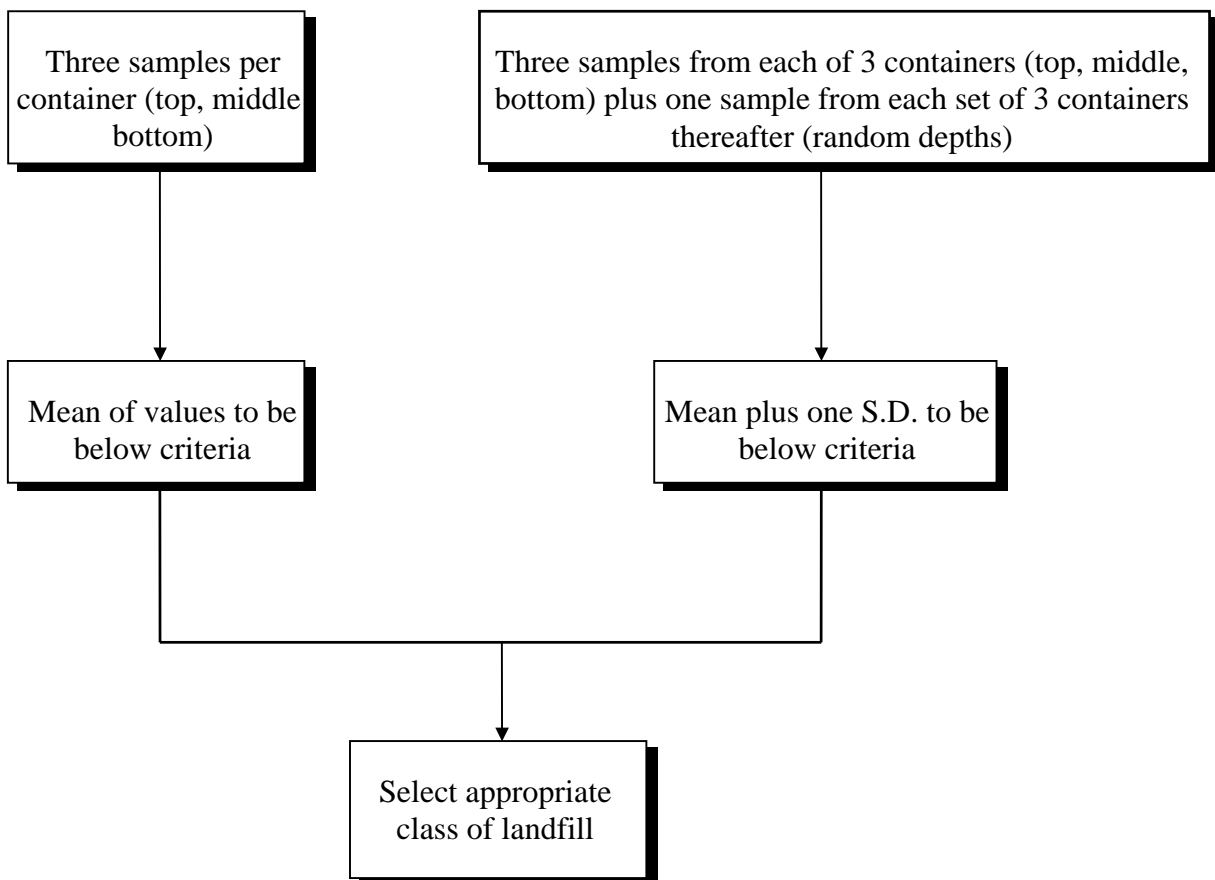 Three samples per
container (top, middle
bottom)
Three samples from each of 3 containers (top, middle,
bottom) plus one sample from each set of 3 containers
thereafter (random depths)
Mean of values to be
below criteria
Mean plus one S.D. to be
below criteria
Select appropriate
class of landfill